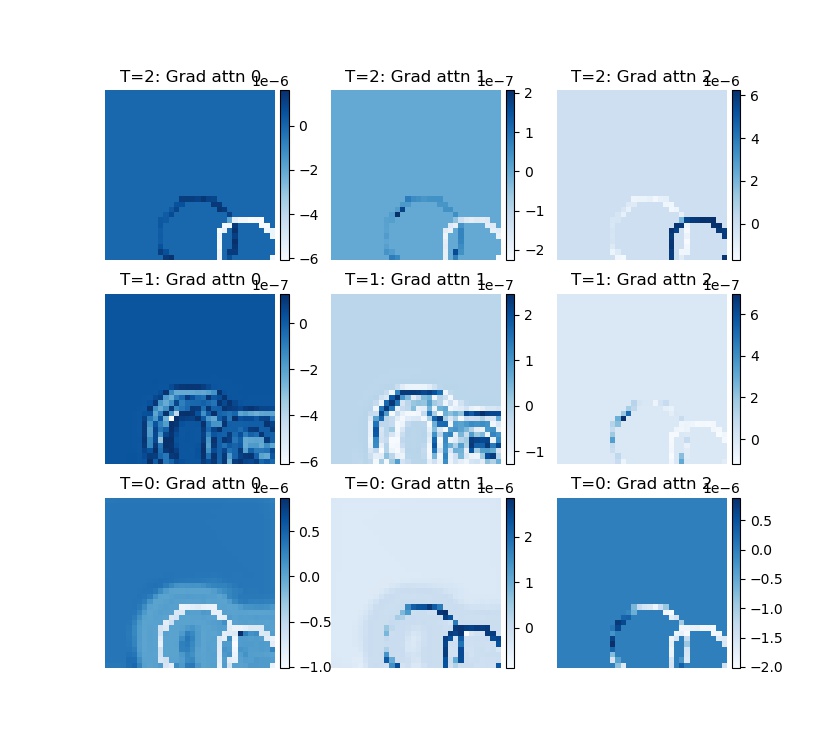 T=2: Grad attn 0
1e−6
0
−2
−4
−6
T=2: Grad attn 1
1e−7
2
1
0
−1
−2
T=2: Grad attn 2
1e−6
6
4
2
0
T=1: Grad attn 0
1e−7
0
−2
−4
−6
T=1: Grad attn 1
1e−7
2
1
0
−1
T=1: Grad attn 2
1e−7
6
4
2
0
T=0: Grad attn 0
1e−6
0.5
0.0
−0.5
−1.0
T=0: Grad attn 1
1e−6
2
1
0
T=0: Grad attn 2
1e−6
0.5
0.0
−0.5
−1.0
−1.5
−2.0